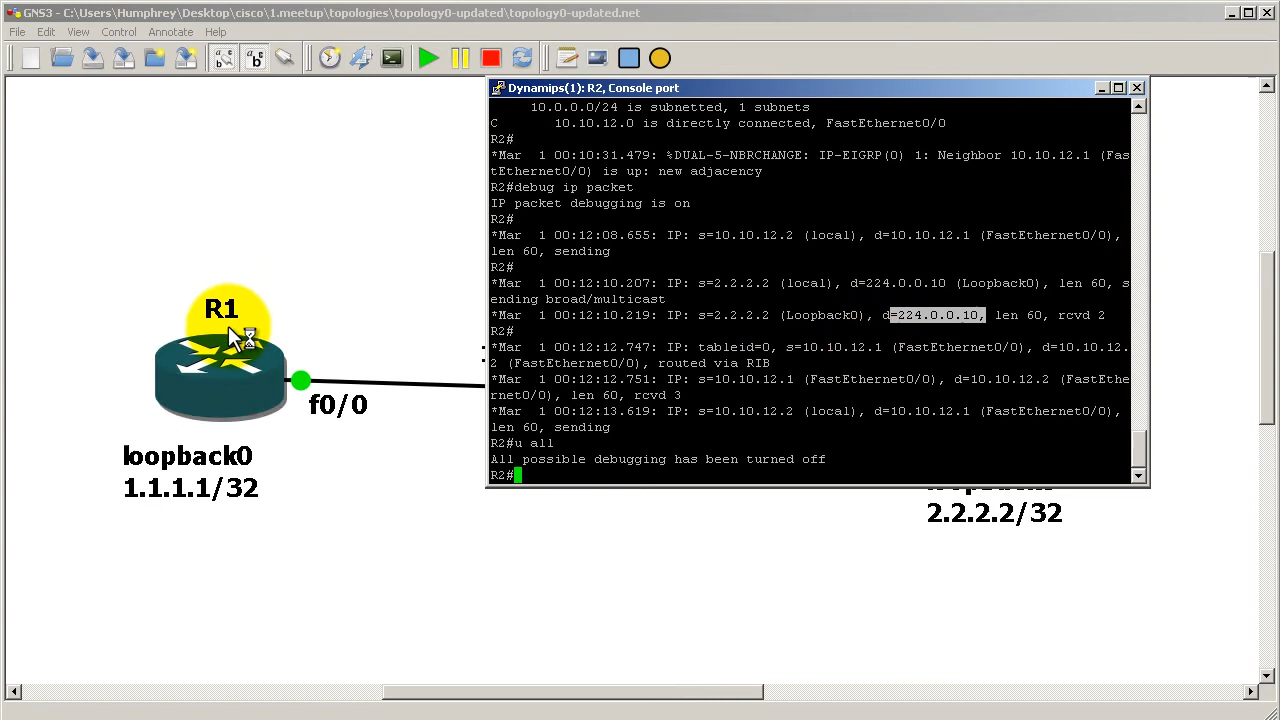 GNS3 - C:\Users\Humphrey\Desktop\cisco\1.meetup\topologies\topology0-updated\topology0-updated.net
File Edit View Control Annotate Help
Dynamips(1): R2, Console port
10.0.0.0/24 is subnetted, 1 subnets
C 10.10.12.0 is directly connected, FastEthernet0/0
R2#
*Mar 1 00:10:31.479: %DUAL-5-NBRCHANGE: IP-EIGRP(0) 1: Neighbor 10.10.12.1 (Fas
tEthernet0/0) is up: new adjacency
R2#debug ip packet
IP packet debugging is on
R2#
*Mar 1 00:12:08.655: IP: s=10.10.12.2 (local), d=10.10.12.1 (FastEthernet0/0),
len 60, sending
R2#
*Mar 1 00:12:10.207: IP: s=2.2.2.2 (local), d=224.0.0.10 (Loopback0), len 60, s
ending broad/multicast
*Mar 1 00:12:10.219: IP: s=2.2.2.2 (Loopback0), d=224.0.0.10, len 60, rcvd 2
R2#
*Mar 1 00:12:12.747: IP: tableid=0, s=10.10.12.1 (FastEthernet0/0), d=10.10.12.
2 (FastEthernet0/0), routed via RIB
*Mar 1 00:12:12.751: IP: s=10.10.12.1 (FastEthernet0/0), d=10.10.12.2 (FastEthe
rnet0/0), len 60, rcvd 3
*Mar 1 00:12:13.619: IP: s=10.10.12.2 (local), d=10.10.12.1 (FastEthernet0/0),
len 60, sending
R2#u all
All possible debugging has been turned off
R2#
R1
f0/0
loopback0
1.1.1.1/32
2.2.2.2/32